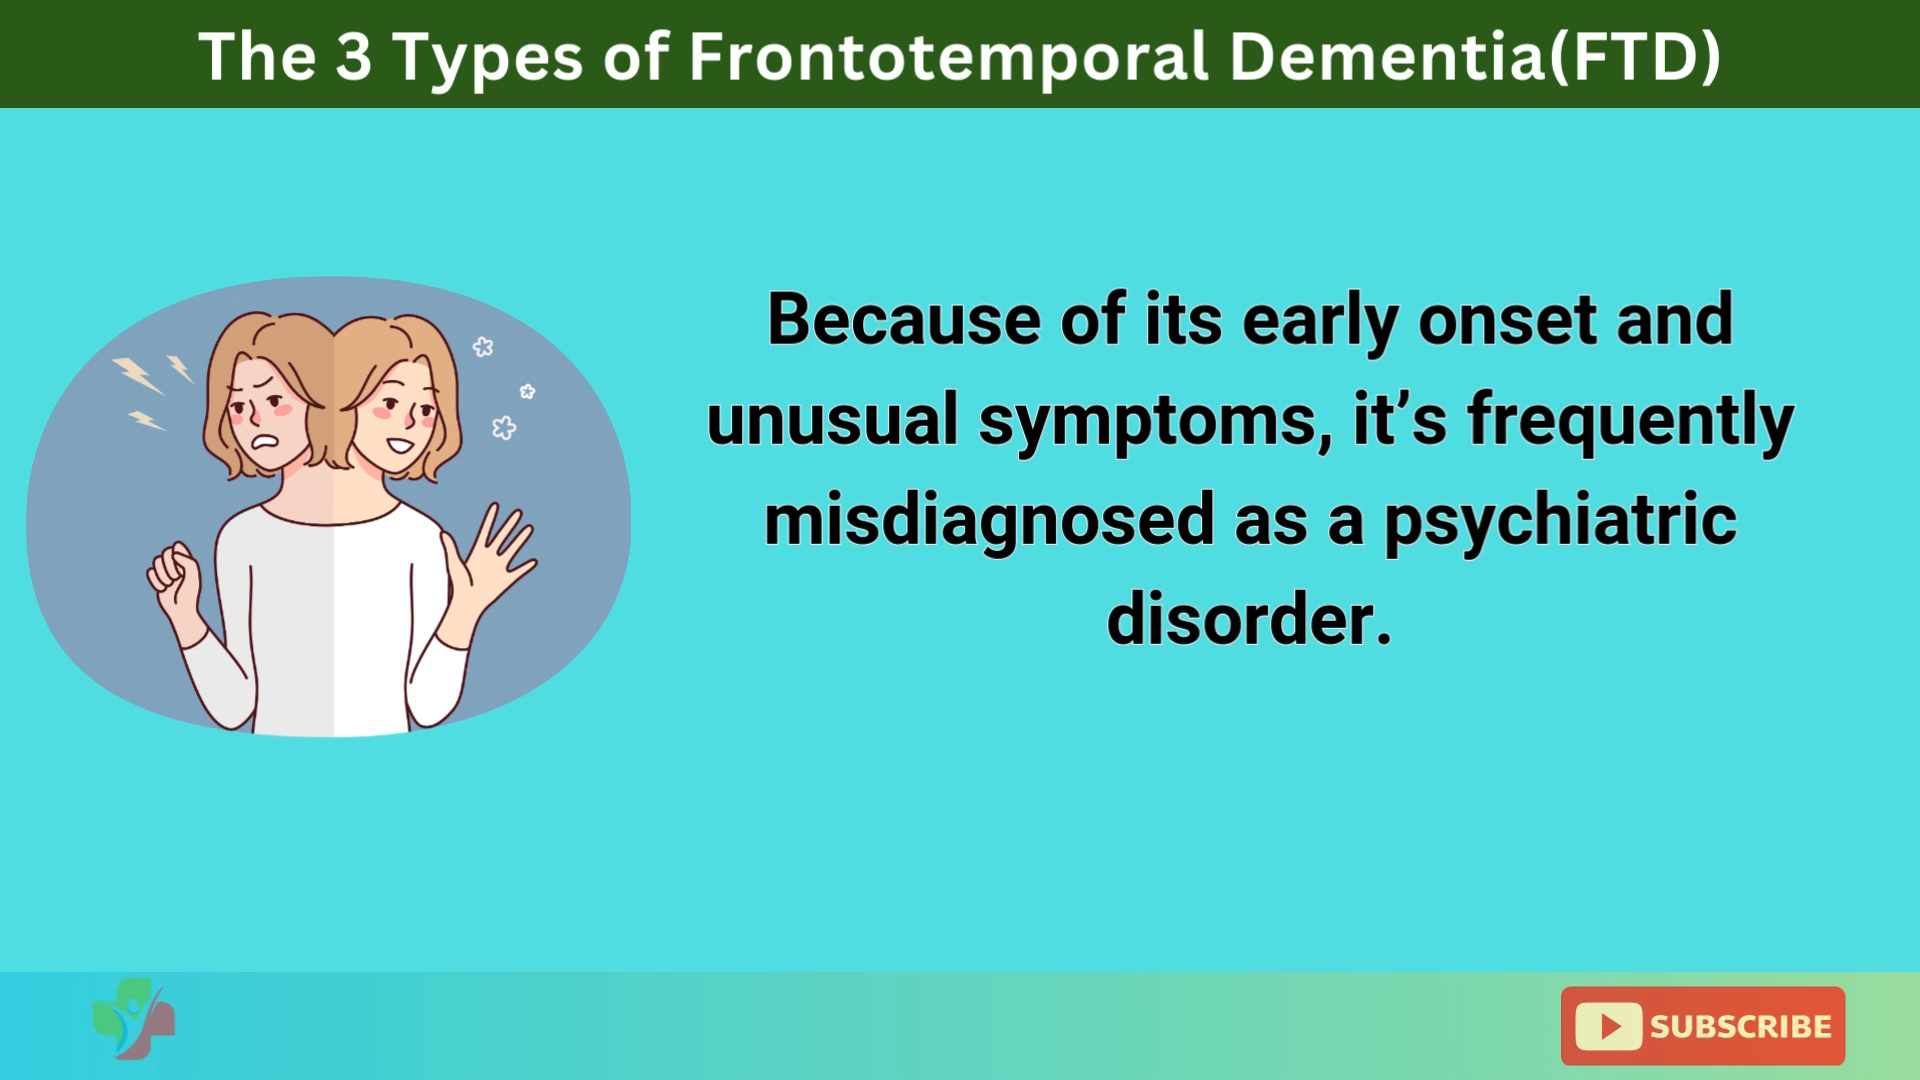 The 3 Types of Frontotemporal Dementia(FTD)
Because of its early onset and
unusual symptoms, it’s frequently
misdiagnosed as a psychiatric
disorder.
SUBSCRIBE